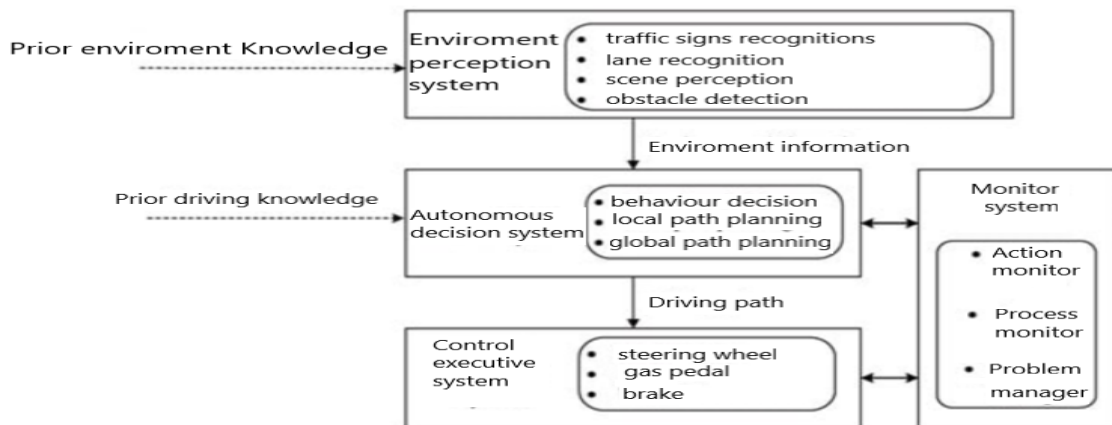 Prior enviroment Knowledge
Enviroment
perception
system
• traffic signs recognitions
• lane recognition
• scene perception
• obstacle detection
Enviroment information
Prior driving knowledge
Autonomous
decision system
• behaviour decision
• local path planning
• global path planning
Monitor
system
• Action
monitor
• Process
monitor
• Problem
manager
Driving path
Control
executive
system
• steering wheel
• gas pedal
• brake